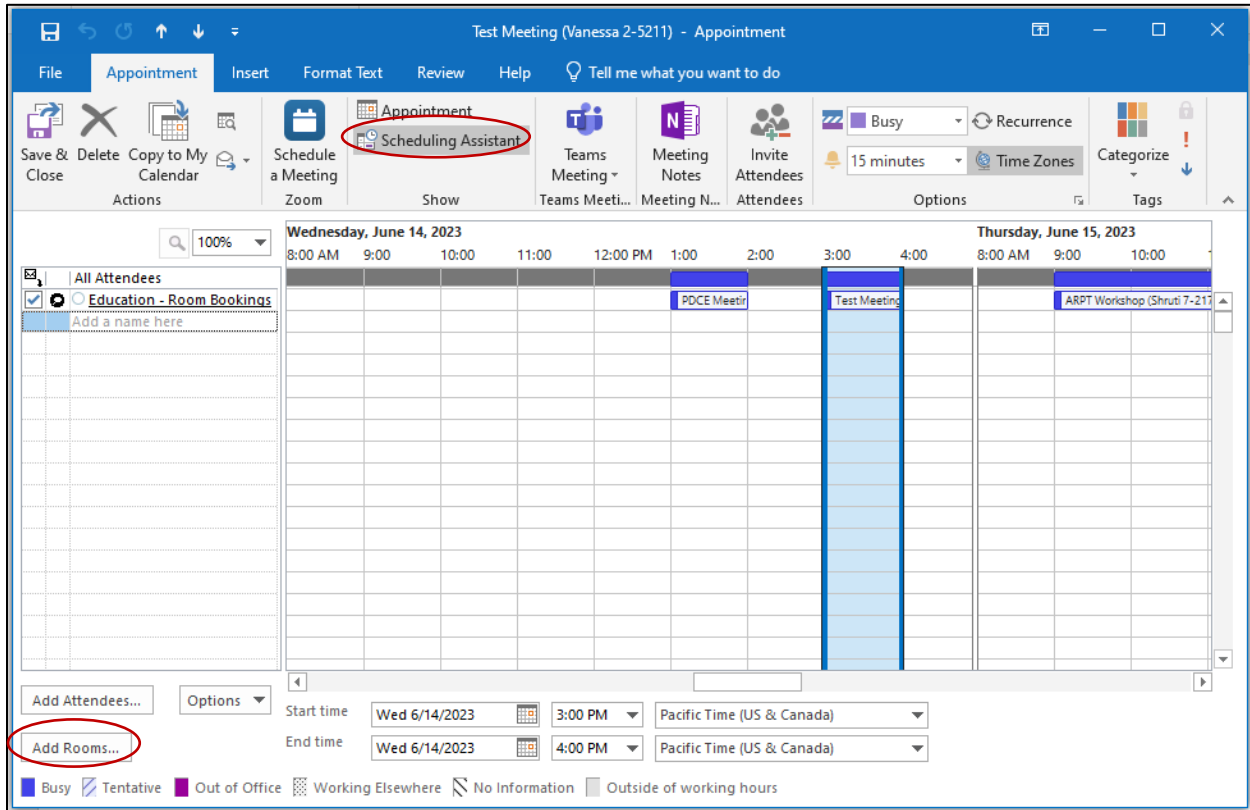 Test Meeting (Vanessa 2-5211) - Appointment
File Appointment Insert Format Text Review Help Tell me what you want to do
Save & Close
Delete
Copy to My Calendar
Actions
Schedule a Meeting
Zoom
Appointment
Scheduling Assistant
Show
Teams Meeting
Teams Meeti...
Meeting Notes
Meeting N...
Invite Attendees
Attendees
Busy
15 minutes
Recurrence
Time Zones
Options
Categorize
Tags
100%
Wednesday, June 14, 2023 Thursday, June 15, 2023
8:00 AM 9:00 10:00 11:00 12:00 PM 1:00 2:00 3:00 4:00 8:00 AM 9:00 10:00 1
All Attendees
Education - Room Bookings PDCE Meetin Test Meeting ARPT Workshop (Shruti 7-217
Add a name here
Add Attendees... Options
Start time Wed 6/14/2023 3:00 PM Pacific Time (US & Canada)
Add Rooms...
End time Wed 6/14/2023 4:00 PM Pacific Time (US & Canada)
Busy Tentative Out of Office Working Elsewhere No Information Outside of working hours